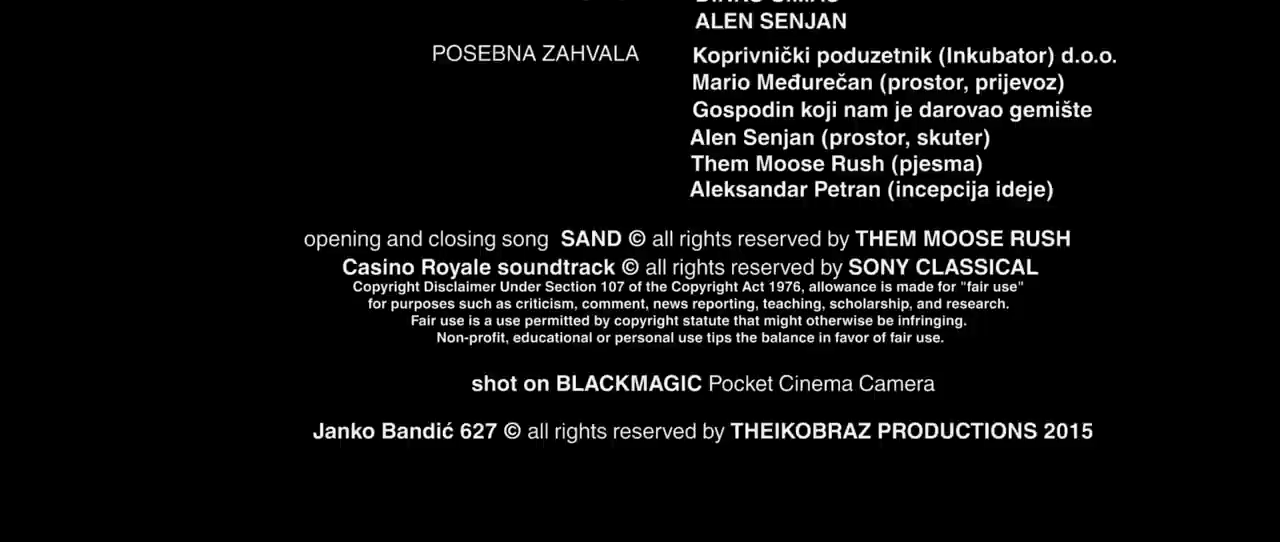 ALEN SENJAN
POSEBNA ZAHVALA Koprivnički poduzetnik (Inkubator) d.o.o.
Mario Međurečan (prostor, prijevoz)
Gospodin koji nam je darovao gemište
Alen Senjan (prostor, skuter)
Them Moose Rush (pjesma)
Aleksandar Petran (incepcija ideje)
opening and closing song SAND © all rights reserved by THEM MOOSE RUSH
Casino Royale soundtrack © all rights reserved by SONY CLASSICAL
Copyright Disclaimer Under Section 107 of the Copyright Act 1976, allowance is made for "fair use"
for purposes such as criticism, comment, news reporting, teaching, scholarship, and research.
Fair use is a use permitted by copyright statute that might otherwise be infringing.
Non-profit, educational or personal use tips the balance in favor of fair use.
shot on BLACKMAGIC Pocket Cinema Camera
Janko Bandić 627 © all rights reserved by THEIKOBRAZ PRODUCTIONS 2015